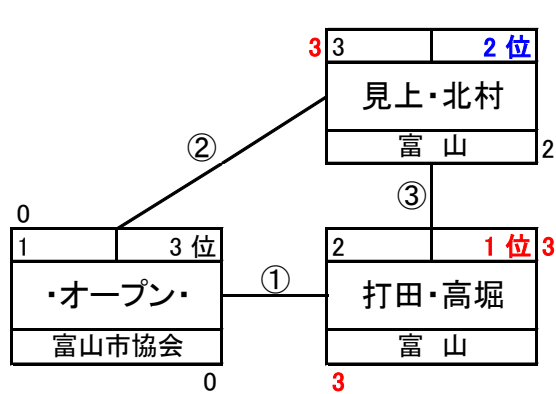 3 3 2 位
見上・北村
富 山 2
②
③
0
1 3 位
・オープン・
富山市協会
0
①
2 1 位 3
打田・高堀
富 山
3